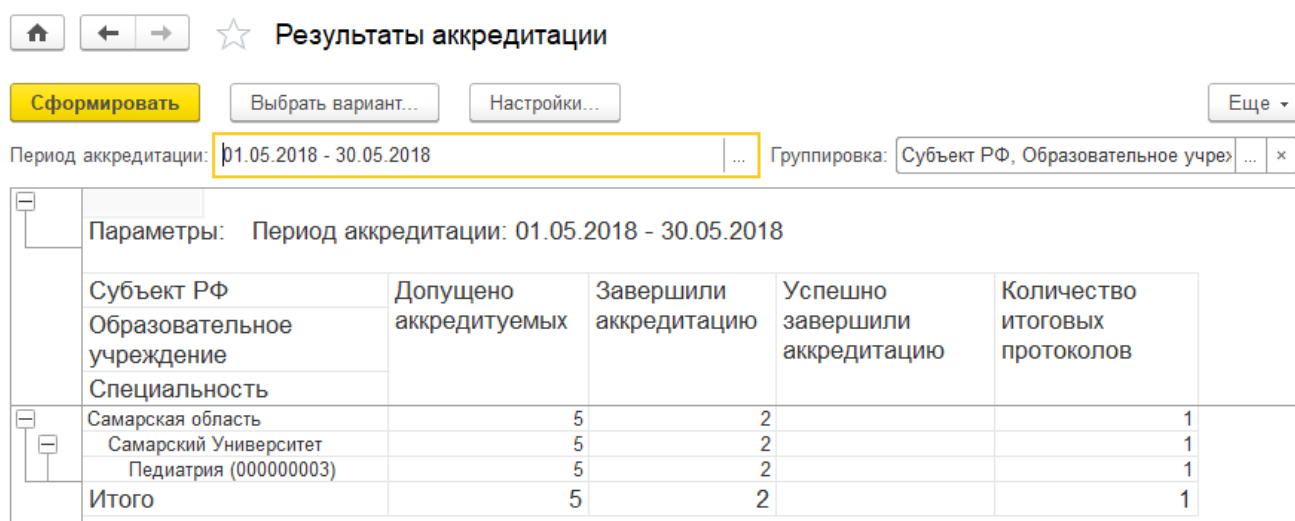 Результаты аккредитации
Сформировать Выбрать вариант... Настройки... Еще
Период аккредитации: 01.05.2018 - 30.05.2018 ... Группировка: Субъект РФ, Образовательное учре ... ×
Параметры: Период аккредитации: 01.05.2018 - 30.05.2018
Субъект РФ Допущено Завершили Успешно Количество
Образовательное аккредитуемых аккредитацию завершили итоговых
учреждение аккредитацию протоколов
Специальность
Самарская область 5 2 1
Самарский Университет 5 2 1
Педиатрия (000000003) 5 2 1
Итого 5 2 1